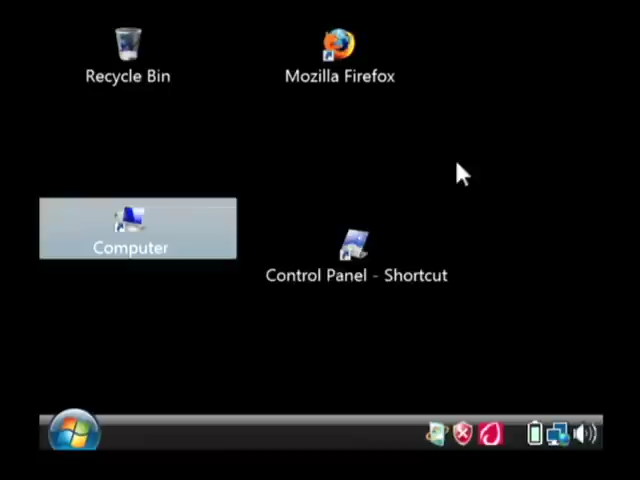 Recycle Bin
Mozilla Firefox
Computer
Control Panel - Shortcut